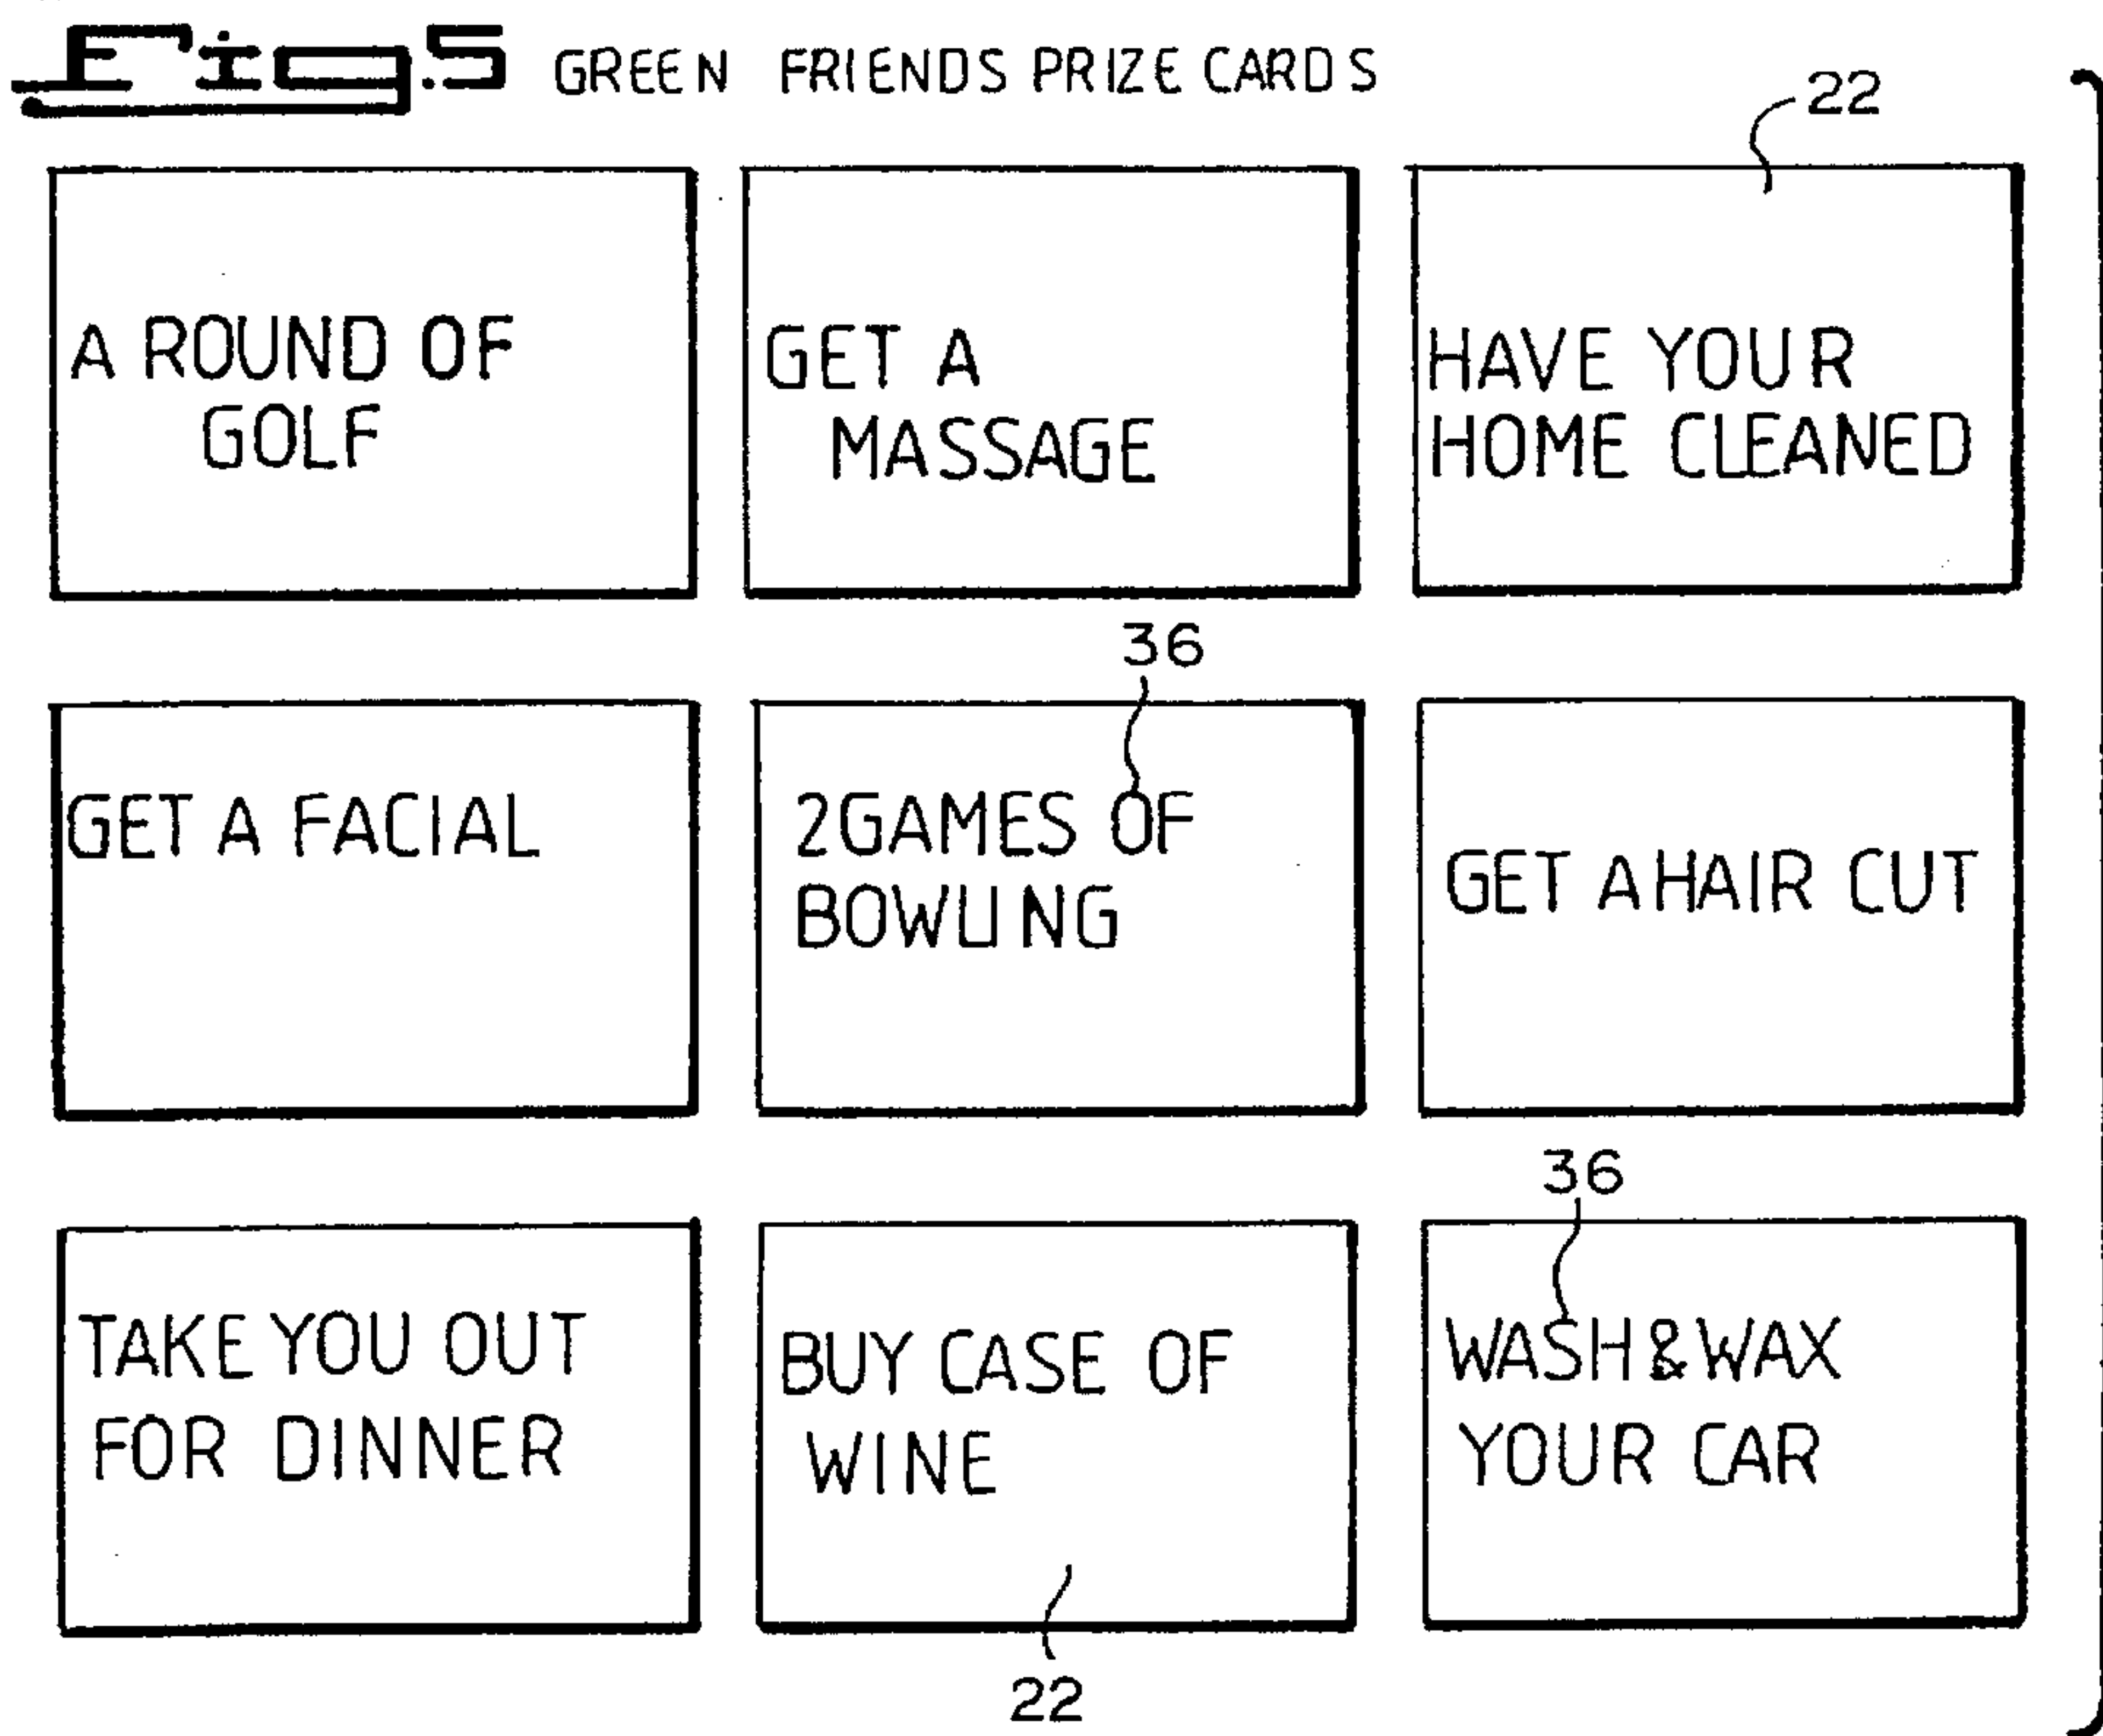 Fig.5 GREEN FRIENDS PRIZE CARDS
22
A ROUND OF
GOLF
GET A
MASSAGE
HAVE YOUR
HOME CLEANED
36
GET A FACIAL
2GAMES OF
BOWLING
GET A HAIR CUT
36
TAKE YOU OUT
FOR DINNER
BUY CASE OF
WINE
WASH & WAX
YOUR CAR
22